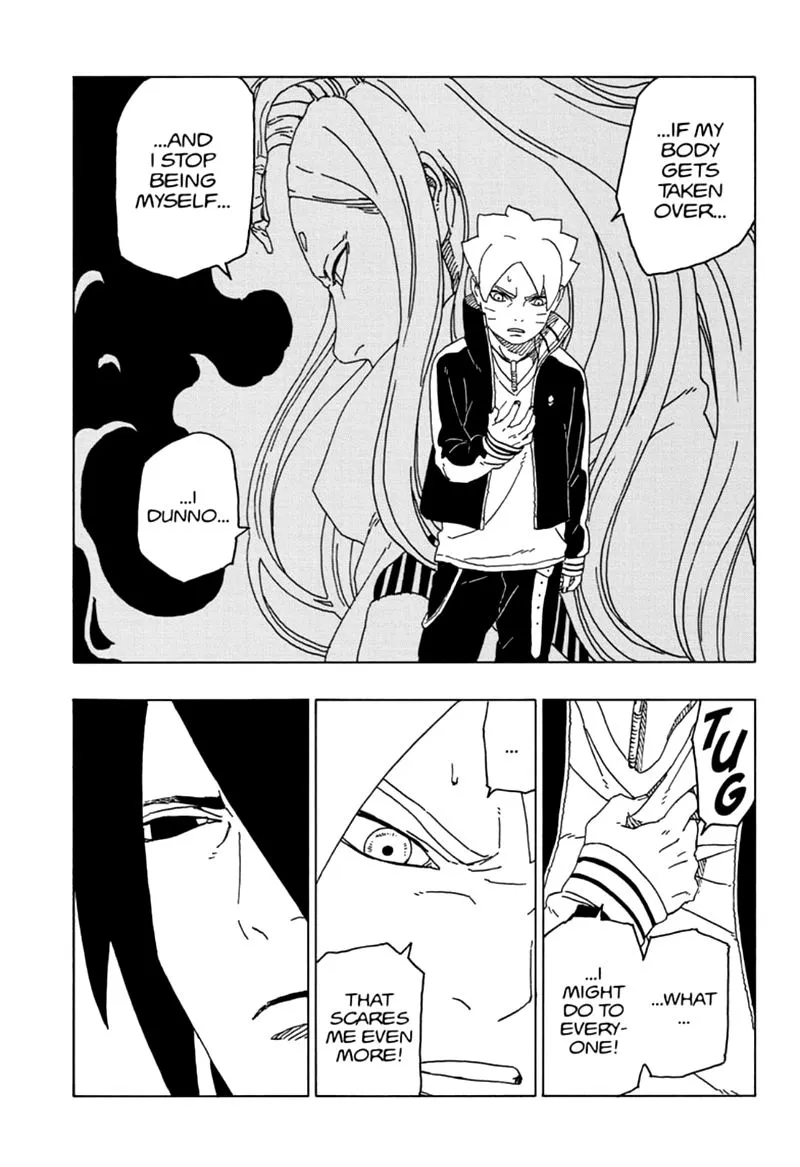 ...IF MY
BODY
GETS
TAKEN
OVER...
...AND
I STOP
BEING
MYSELF...
...I
DUNNO...
TUG
...WHAT
...
...I
MIGHT
DO TO
EVERY-
ONE!
...
THAT
SCARES
ME EVEN
MORE!